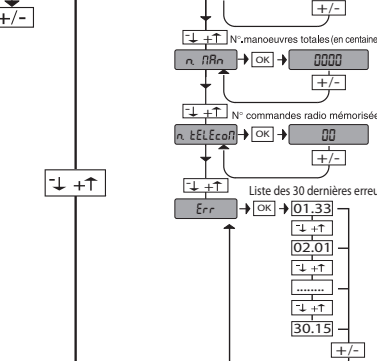 +/-
+/-
-↓ +↑ N°.manoeuvres totales (en centaine
n. MAn OK 0000
+/-
-↓ +↑ N° commandes radio mémorisée
n. tELEcoM OK 00
+/-
-↓ +↑
-↓ +↑ Liste des 30 dernières erreu
Err OK 01.33
-↓ +↑
02.01
-↓ +↑
........
-↓ +↑
30.15
+/-